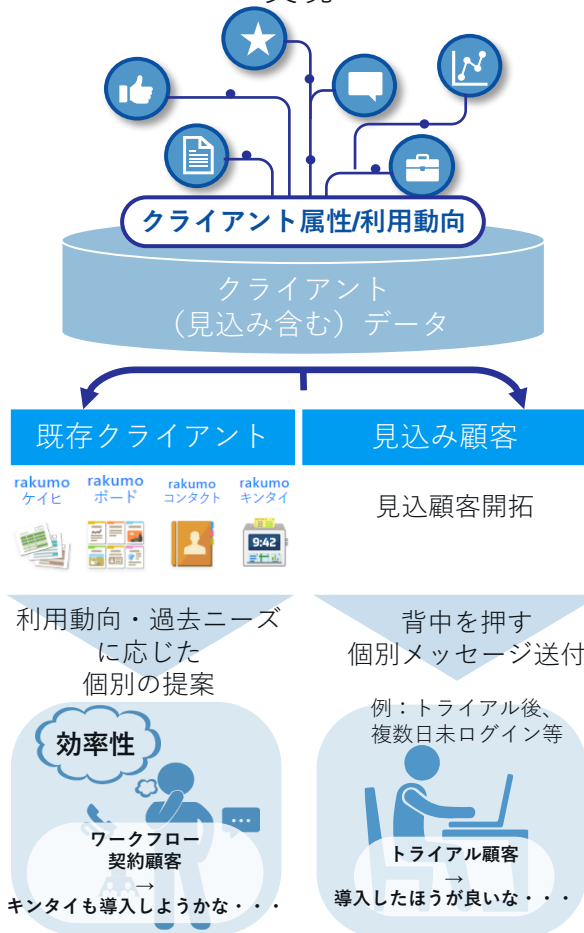 クライアント属性/利用動向
クライアント
（見込み含む）データ
既存クライアント
見込み顧客
rakumo
ケイヒ
rakumo
ボード
rakumo
コンタクト
rakumo
キンタイ
9:42
見込顧客開拓
利用動向・過去ニーズ
に応じた
個別の提案
背中を押す
個別メッセージ送付
例：トライアル後、
複数日未ログイン等
効率性
ワークフロー
契約顧客
→
キンタイも導入しようかな・・・
トライアル顧客
→
導入したほうが良いな・・・